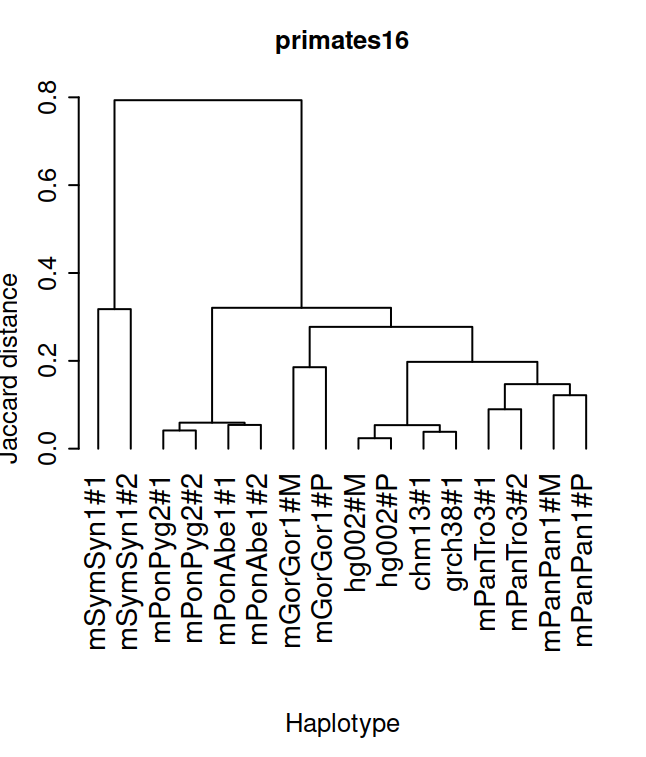 primates16
0.8
0.6
0.4
0.2
0.0
Jaccard distance
mSymSyn1#1
mSymSyn1#2
mPonPyg2#1
mPonPyg2#2
mPonAbe1#1
mPonAbe1#2
mGorGor1#M
mGorGor1#P
hg002#M
hg002#P
chm13#1
grch38#1
mPanTro3#1
mPanTro3#2
mPanPan1#M
mPanPan1#P
Haplotype